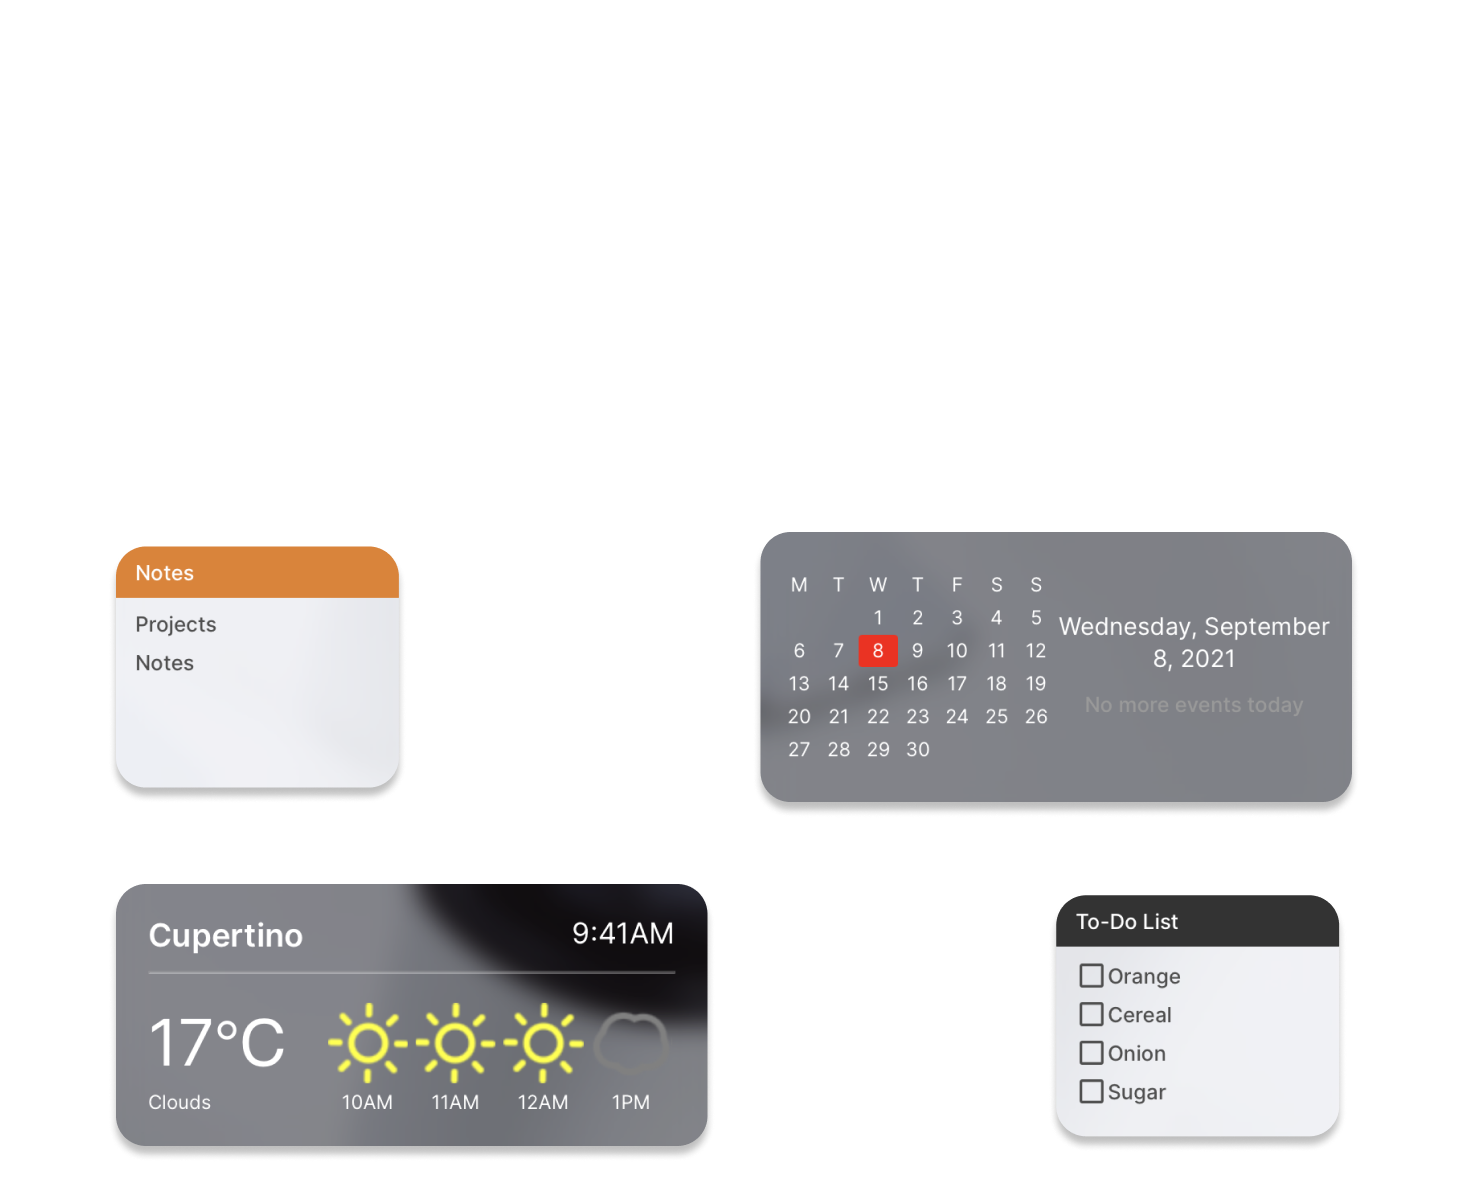 Notes
Projects
Notes
M T W T F S S
1 2 3 4 5
6 7 8 9 10 11 12
13 14 15 16 17 18 19
20 21 22 23 24 25 26
27 28 29 30
Wednesday, September
8, 2021
No more events today
Cupertino
9:41AM
17°C
Clouds
10AM 11AM 12AM 1PM
To-Do List
Orange
Cereal
Onion
Sugar